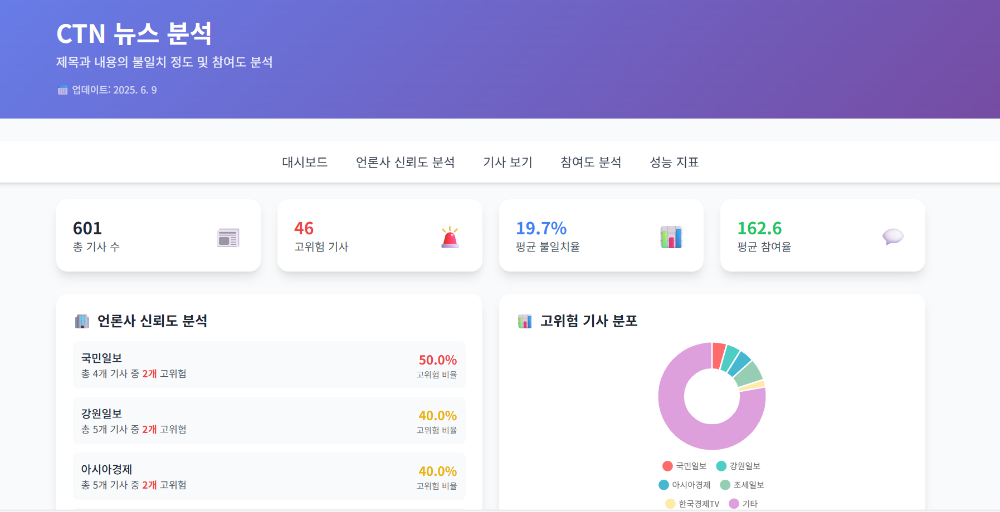 CTN 뉴스 분석
제목과 내용의 불일치 정도 및 참여도 분석
업데이트: 2025. 6. 9
대시보드 언론사 신뢰도 분석 기사 보기 참여도 분석 성능 지표
601
총 기사 수
46
고위험 기사
19.7%
평균 불일치율
162.6
평균 참여율
언론사 신뢰도 분석
국민일보
총 4개 기사 중 2개 고위험
50.0%
고위험 비율
강원일보
총 5개 기사 중 2개 고위험
40.0%
고위험 비율
아시아경제
총 5개 기사 중 2개 고위험
40.0%
고위험 비율
고위험 기사 분포
국민일보 강원일보
아시아경제 조세일보
한국경제TV 기타